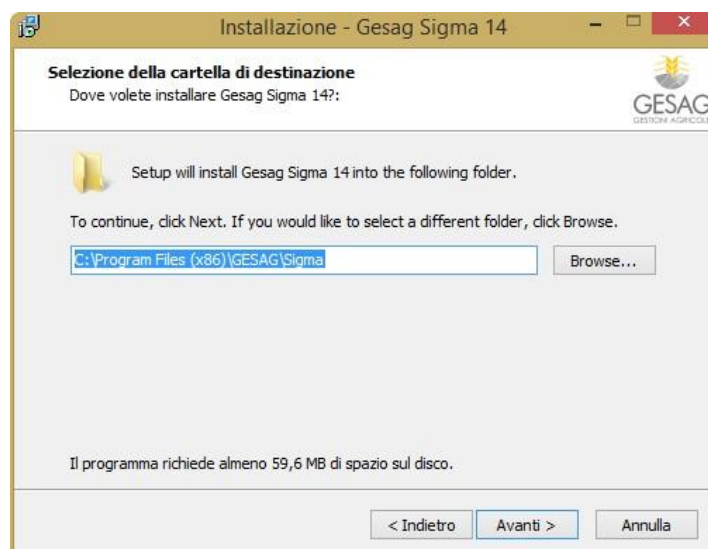 Installazione - Gesag Sigma 14
Selezione della cartella di destinazione
Dove volete installare Gesag Sigma 14?:
GESAG
GESTIONI AGRICOLE
Setup will install Gesag Sigma 14 into the following folder.
To continue, click Next. If you would like to select a different folder, click Browse.
C:\Program Files (x86)\GESAG\Sigma
Browse...
Il programma richiede almeno 59,6 MB di spazio sul disco.
< Indietro
Avanti >
Annulla